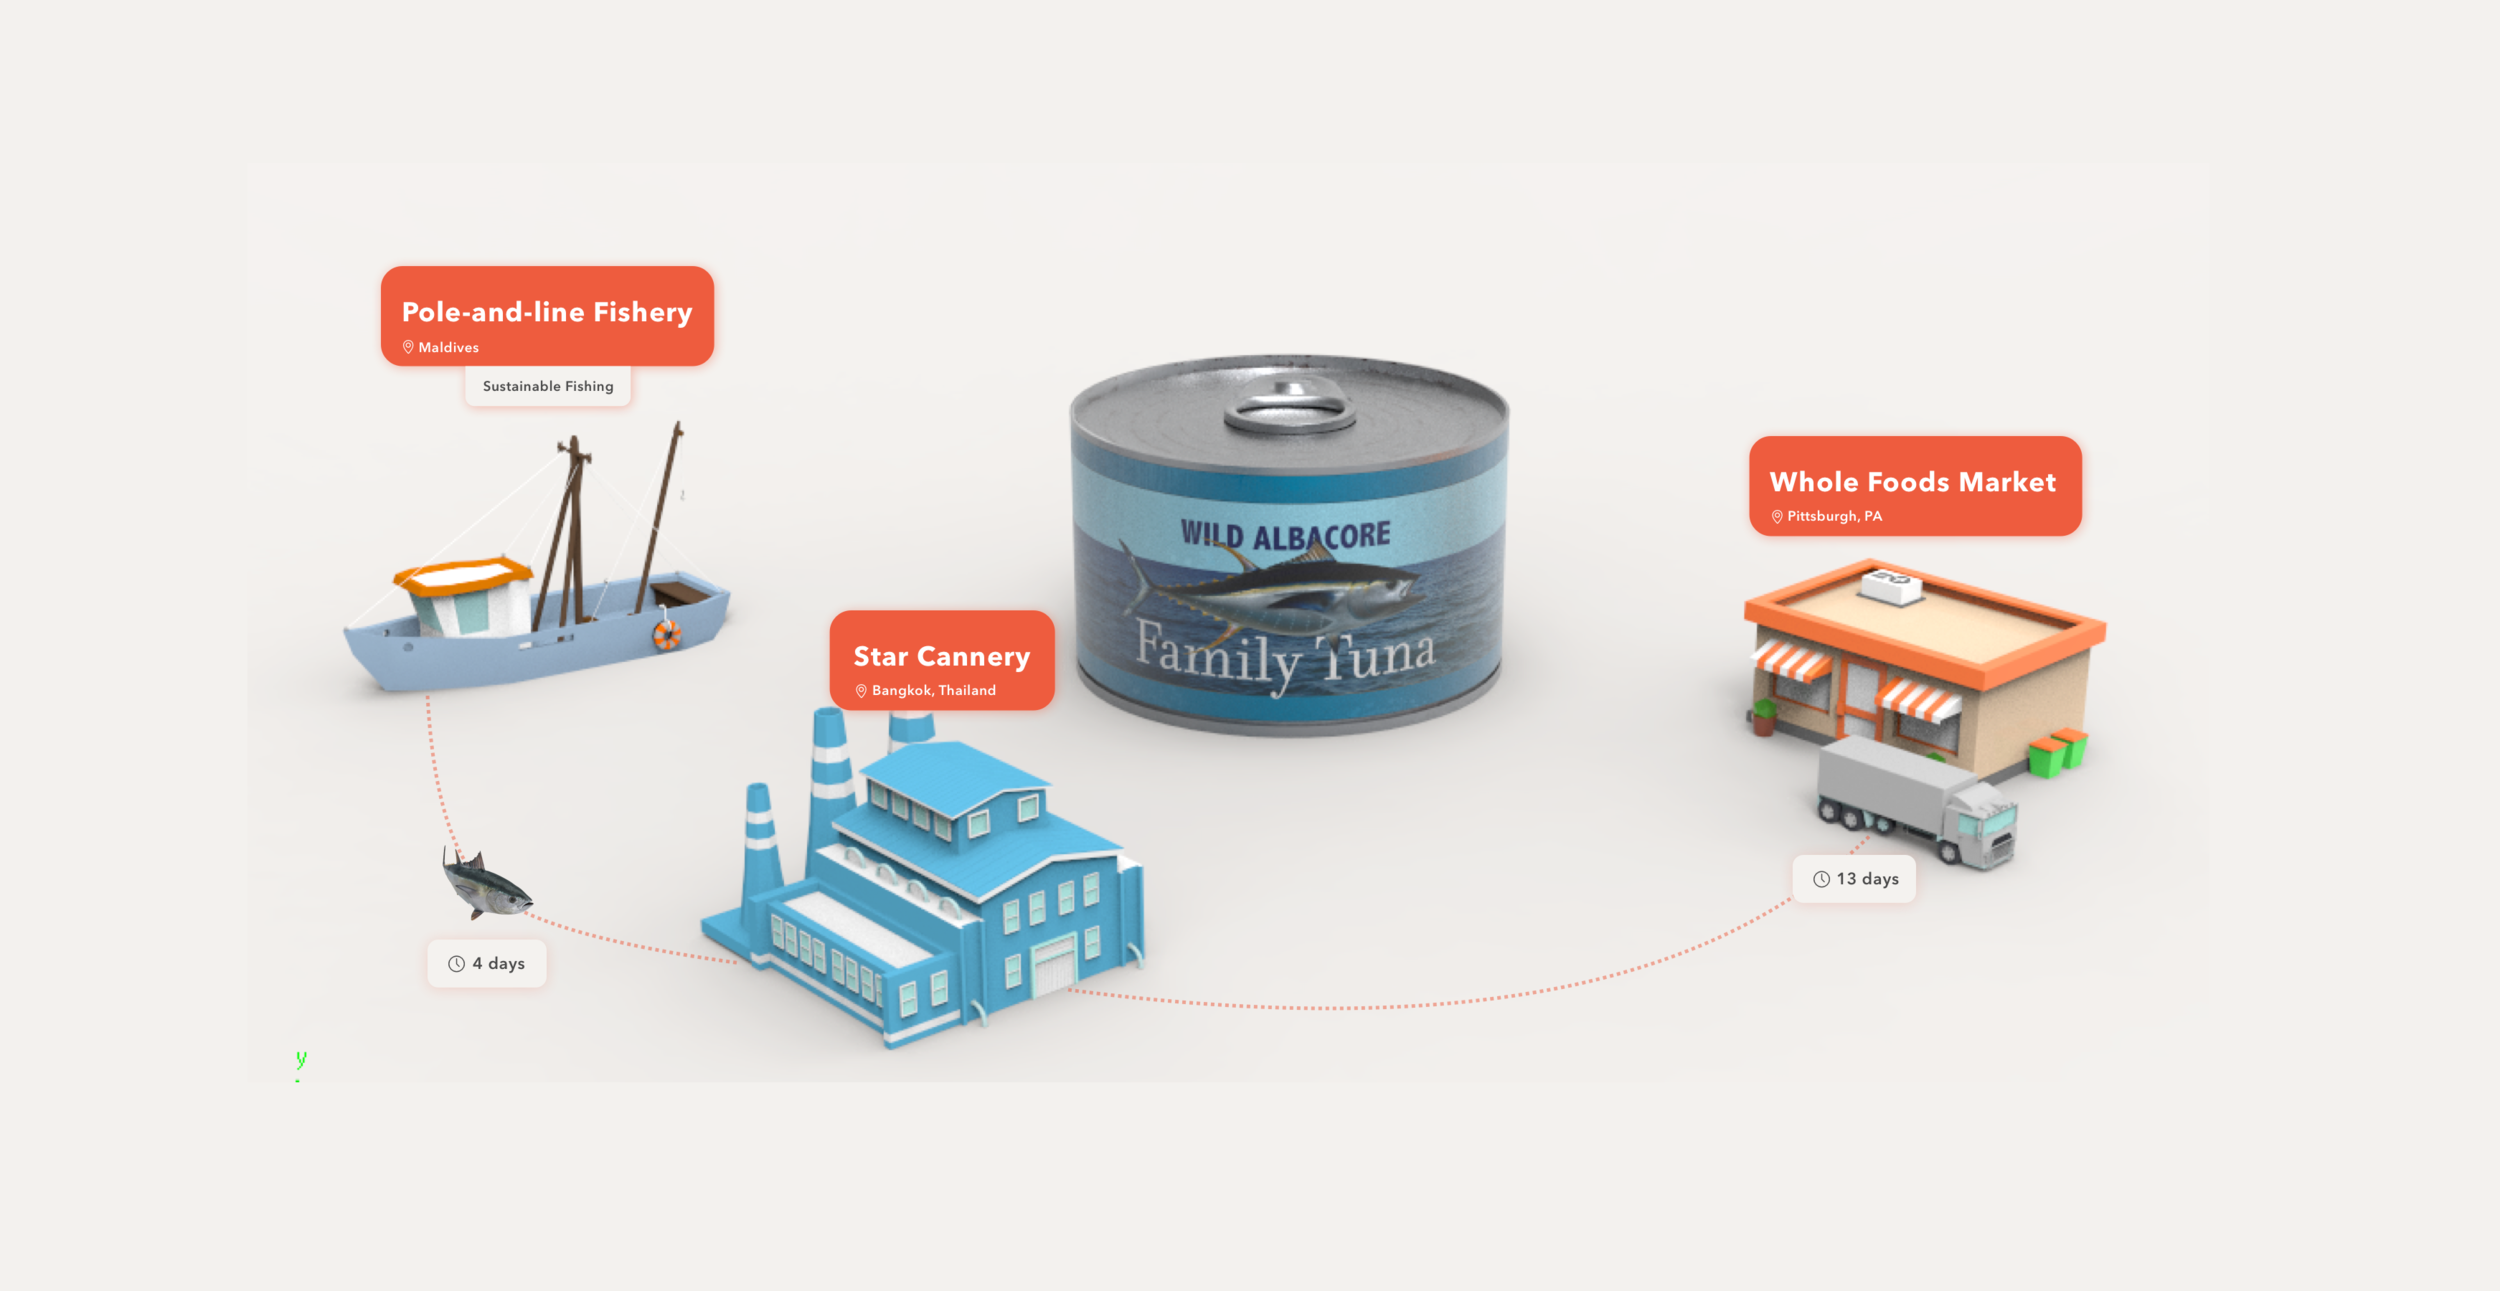 Pole-and-line Fishery
Maldives
Sustainable Fishing
WILD ALBACORE
Family Tuna
Whole Foods Market
Pittsburgh, PA
Star Cannery
Bangkok, Thailand
13 days
4 days
y